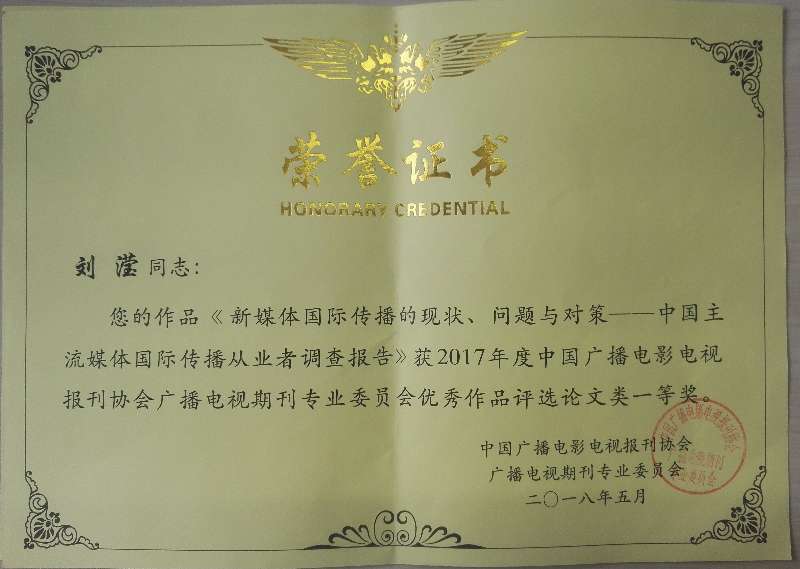 荣誉证书
HONORARY CREDENTIAL
刘 滢 同志：
您的作品《新媒体国际传播的现状、问题与对策——中国主
流媒体国际传播从业者调查报告》获2017年度中国广播电影电视
报刊协会广播电视期刊专业委员会优秀作品评选论文类一等奖。
中国广播电影电视报刊协会
广播电视期刊专业委员会
二〇一八年五月